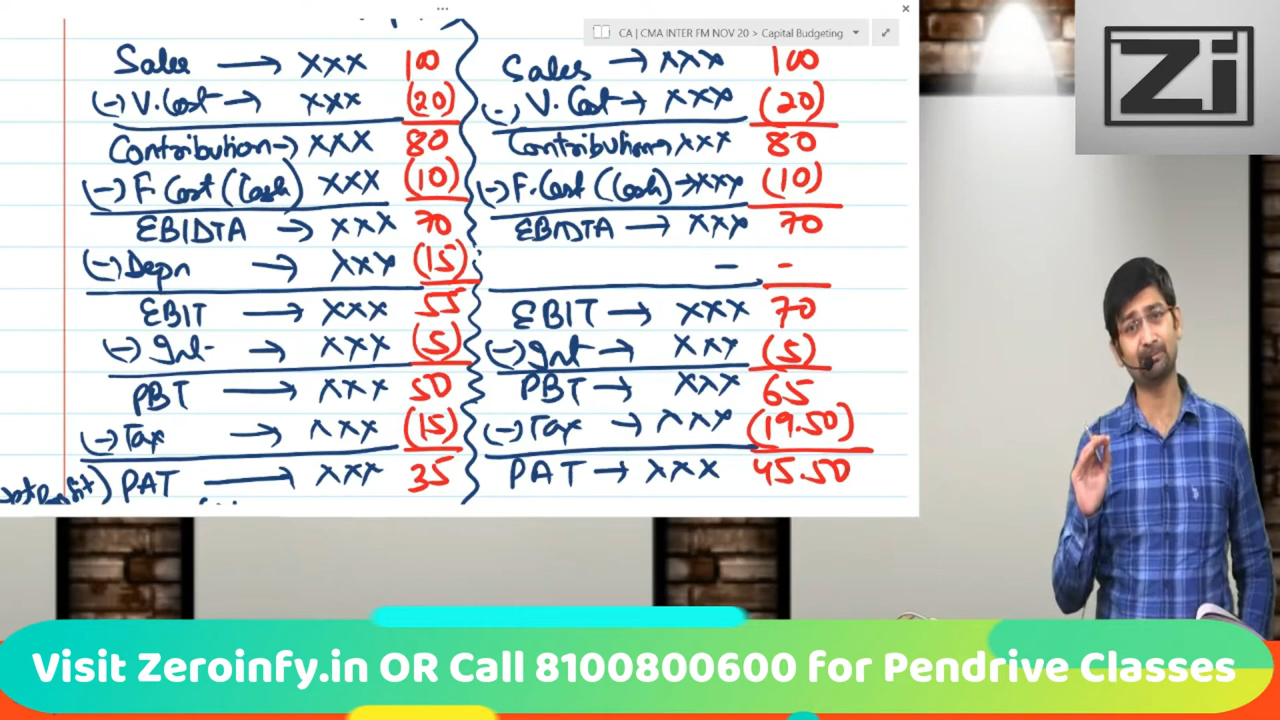 CA | CMA INTER FM NOV 20 > Capital Budgeting
Zi
Sales → XXX 100
(-) V. Cost → XXX (20)
Contribution → XXX 80
(-) F. Cost (Cash) XXX (10)
EBIDTA → XXX 70
(-) Depn → XXX (15)
EBIT → XXX 55
(-) Int → XXX (5)
PBT → XXX 50
(-) Tax → XXX (15)
PAT → XXX 35
Sales → XXX 100
(-) V. Cost → XXX (20)
Contribution → XXX 80
(-) F. Cost (Cash) → XXX (10)
EBIDTA → XXX 70
- -
EBIT → XXX 70
(-) Int → XXX (5)
PBT → XXX 65
(-) Tax → XXX (19.50)
PAT → XXX 45.50
Visit Zeroinfy.in OR Call 8100800600 for Pendrive Classes